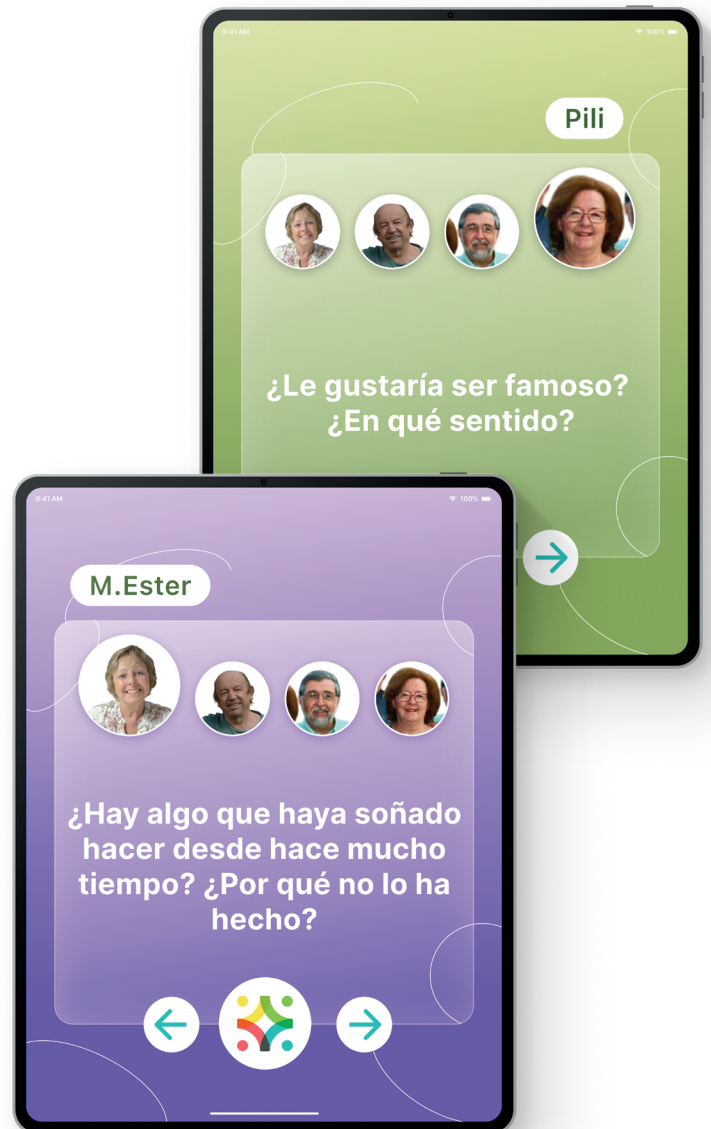 9:41 AM
100%
Pili
¿Le gustaría ser famoso?
¿En qué sentido?
9:41 AM
100%
M.Ester
¿Hay algo que haya soñado
hacer desde hace mucho
tiempo? ¿Por qué no lo ha
hecho?